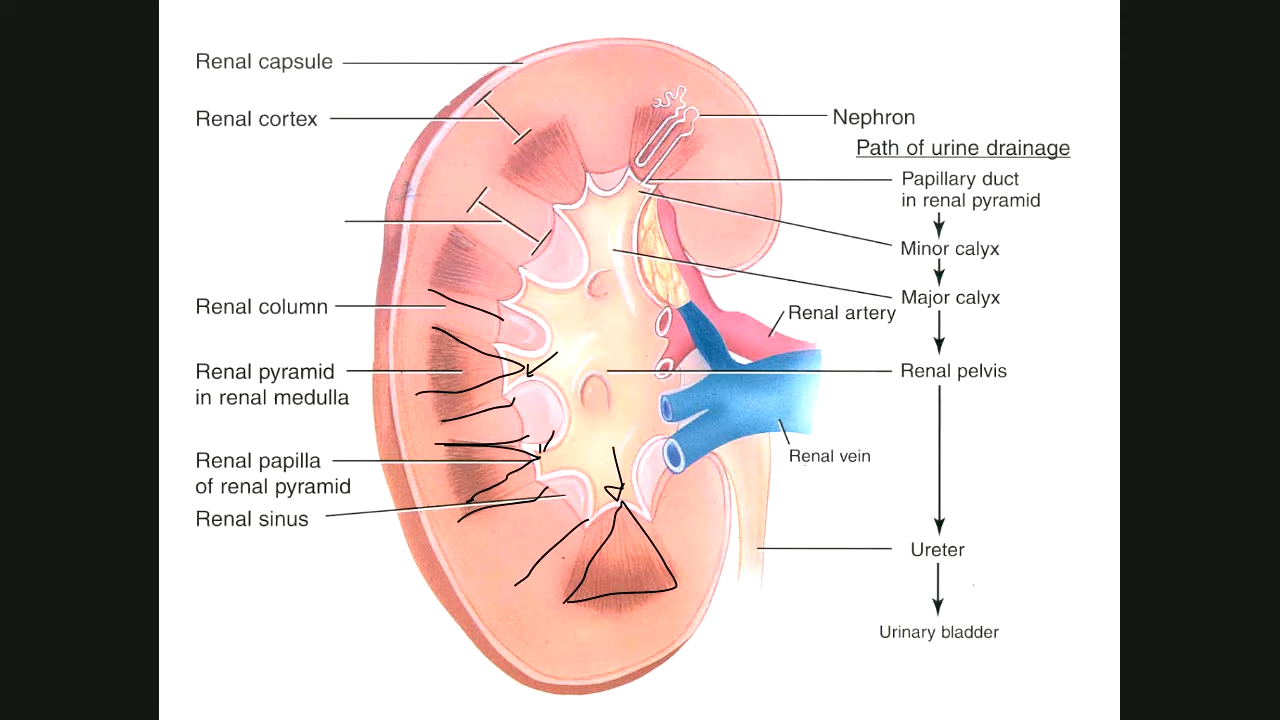 Renal capsule
Renal cortex
Renal column
Renal pyramid
in renal medulla
Renal papilla
of renal pyramid
Renal sinus
Nephron
Path of urine drainage
Papillary duct
in renal pyramid
Minor calyx
Major calyx
Renal artery
Renal pelvis
Renal vein
Ureter
Urinary bladder